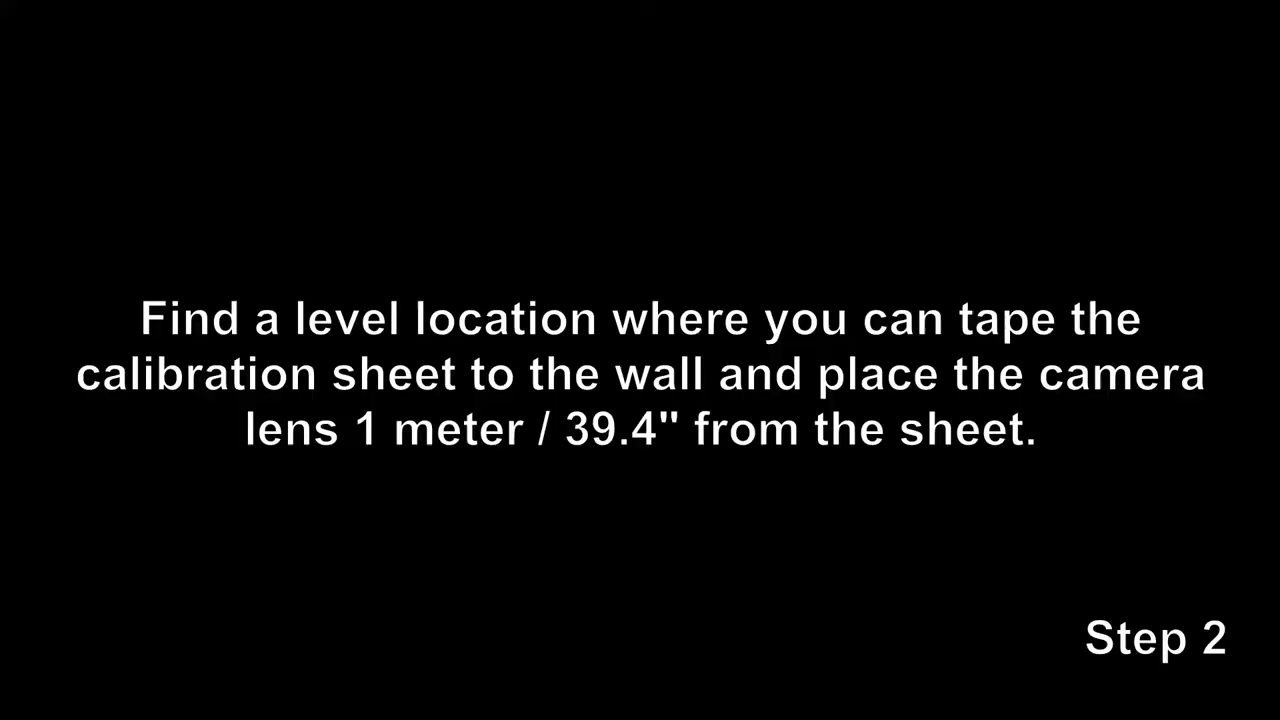 Find a level location where you can tape the
calibration sheet to the wall and place the camera
lens 1 meter / 39.4" from the sheet.
Step 2